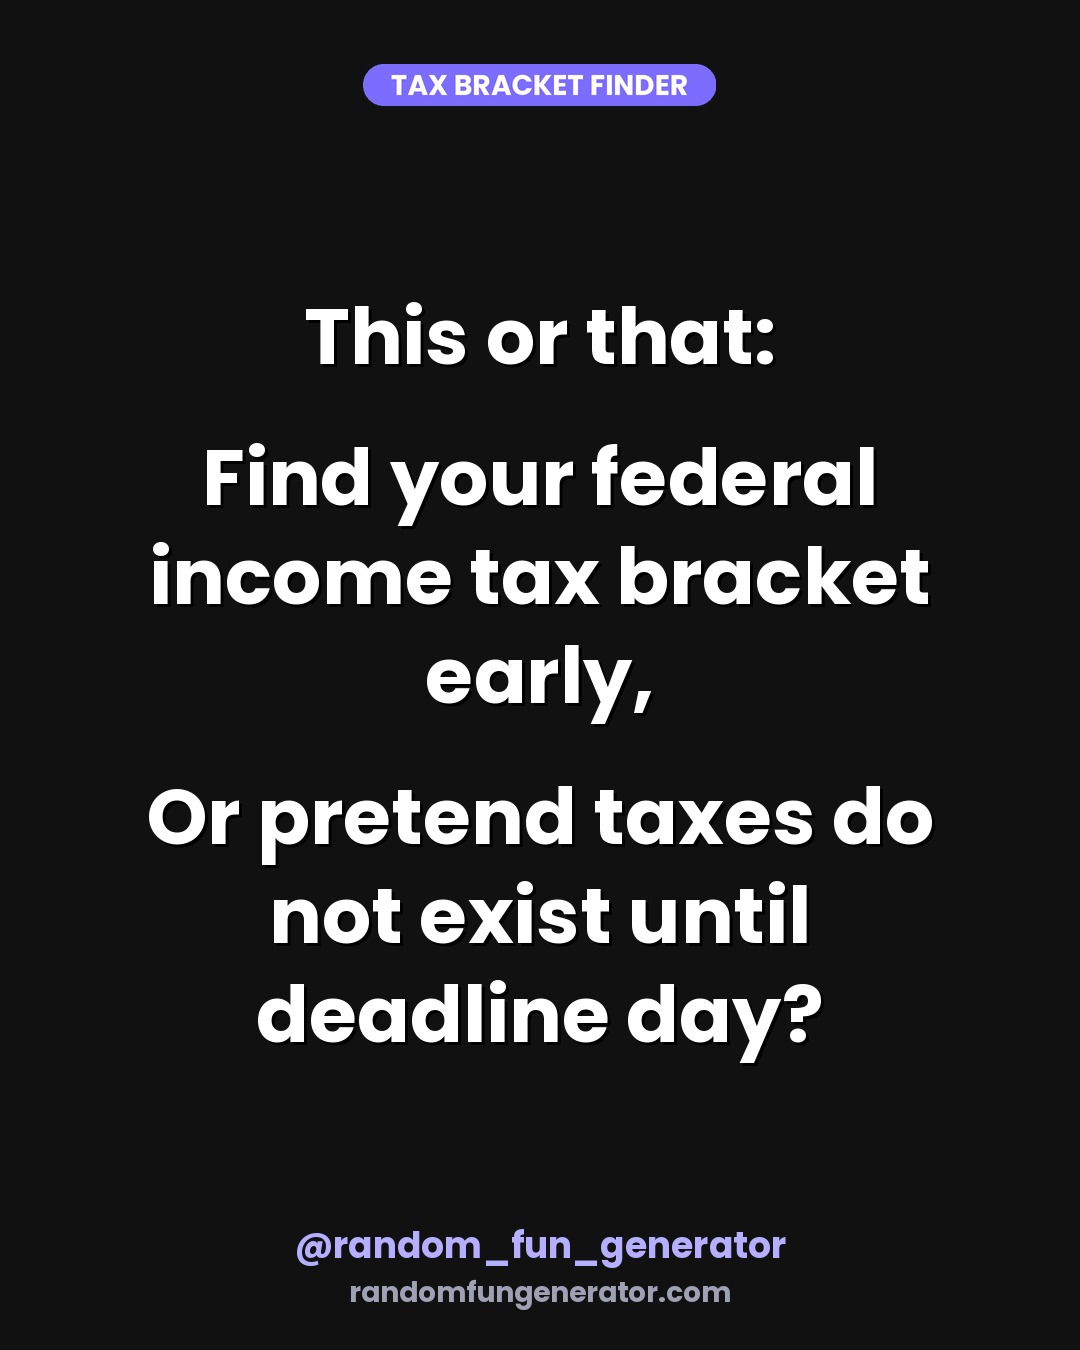 TAX BRACKET FINDER
This or that:
Find your federal
income tax bracket
early,
Or pretend taxes do
not exist until
deadline day?
@random_fun_generator
randomfungenerator.com